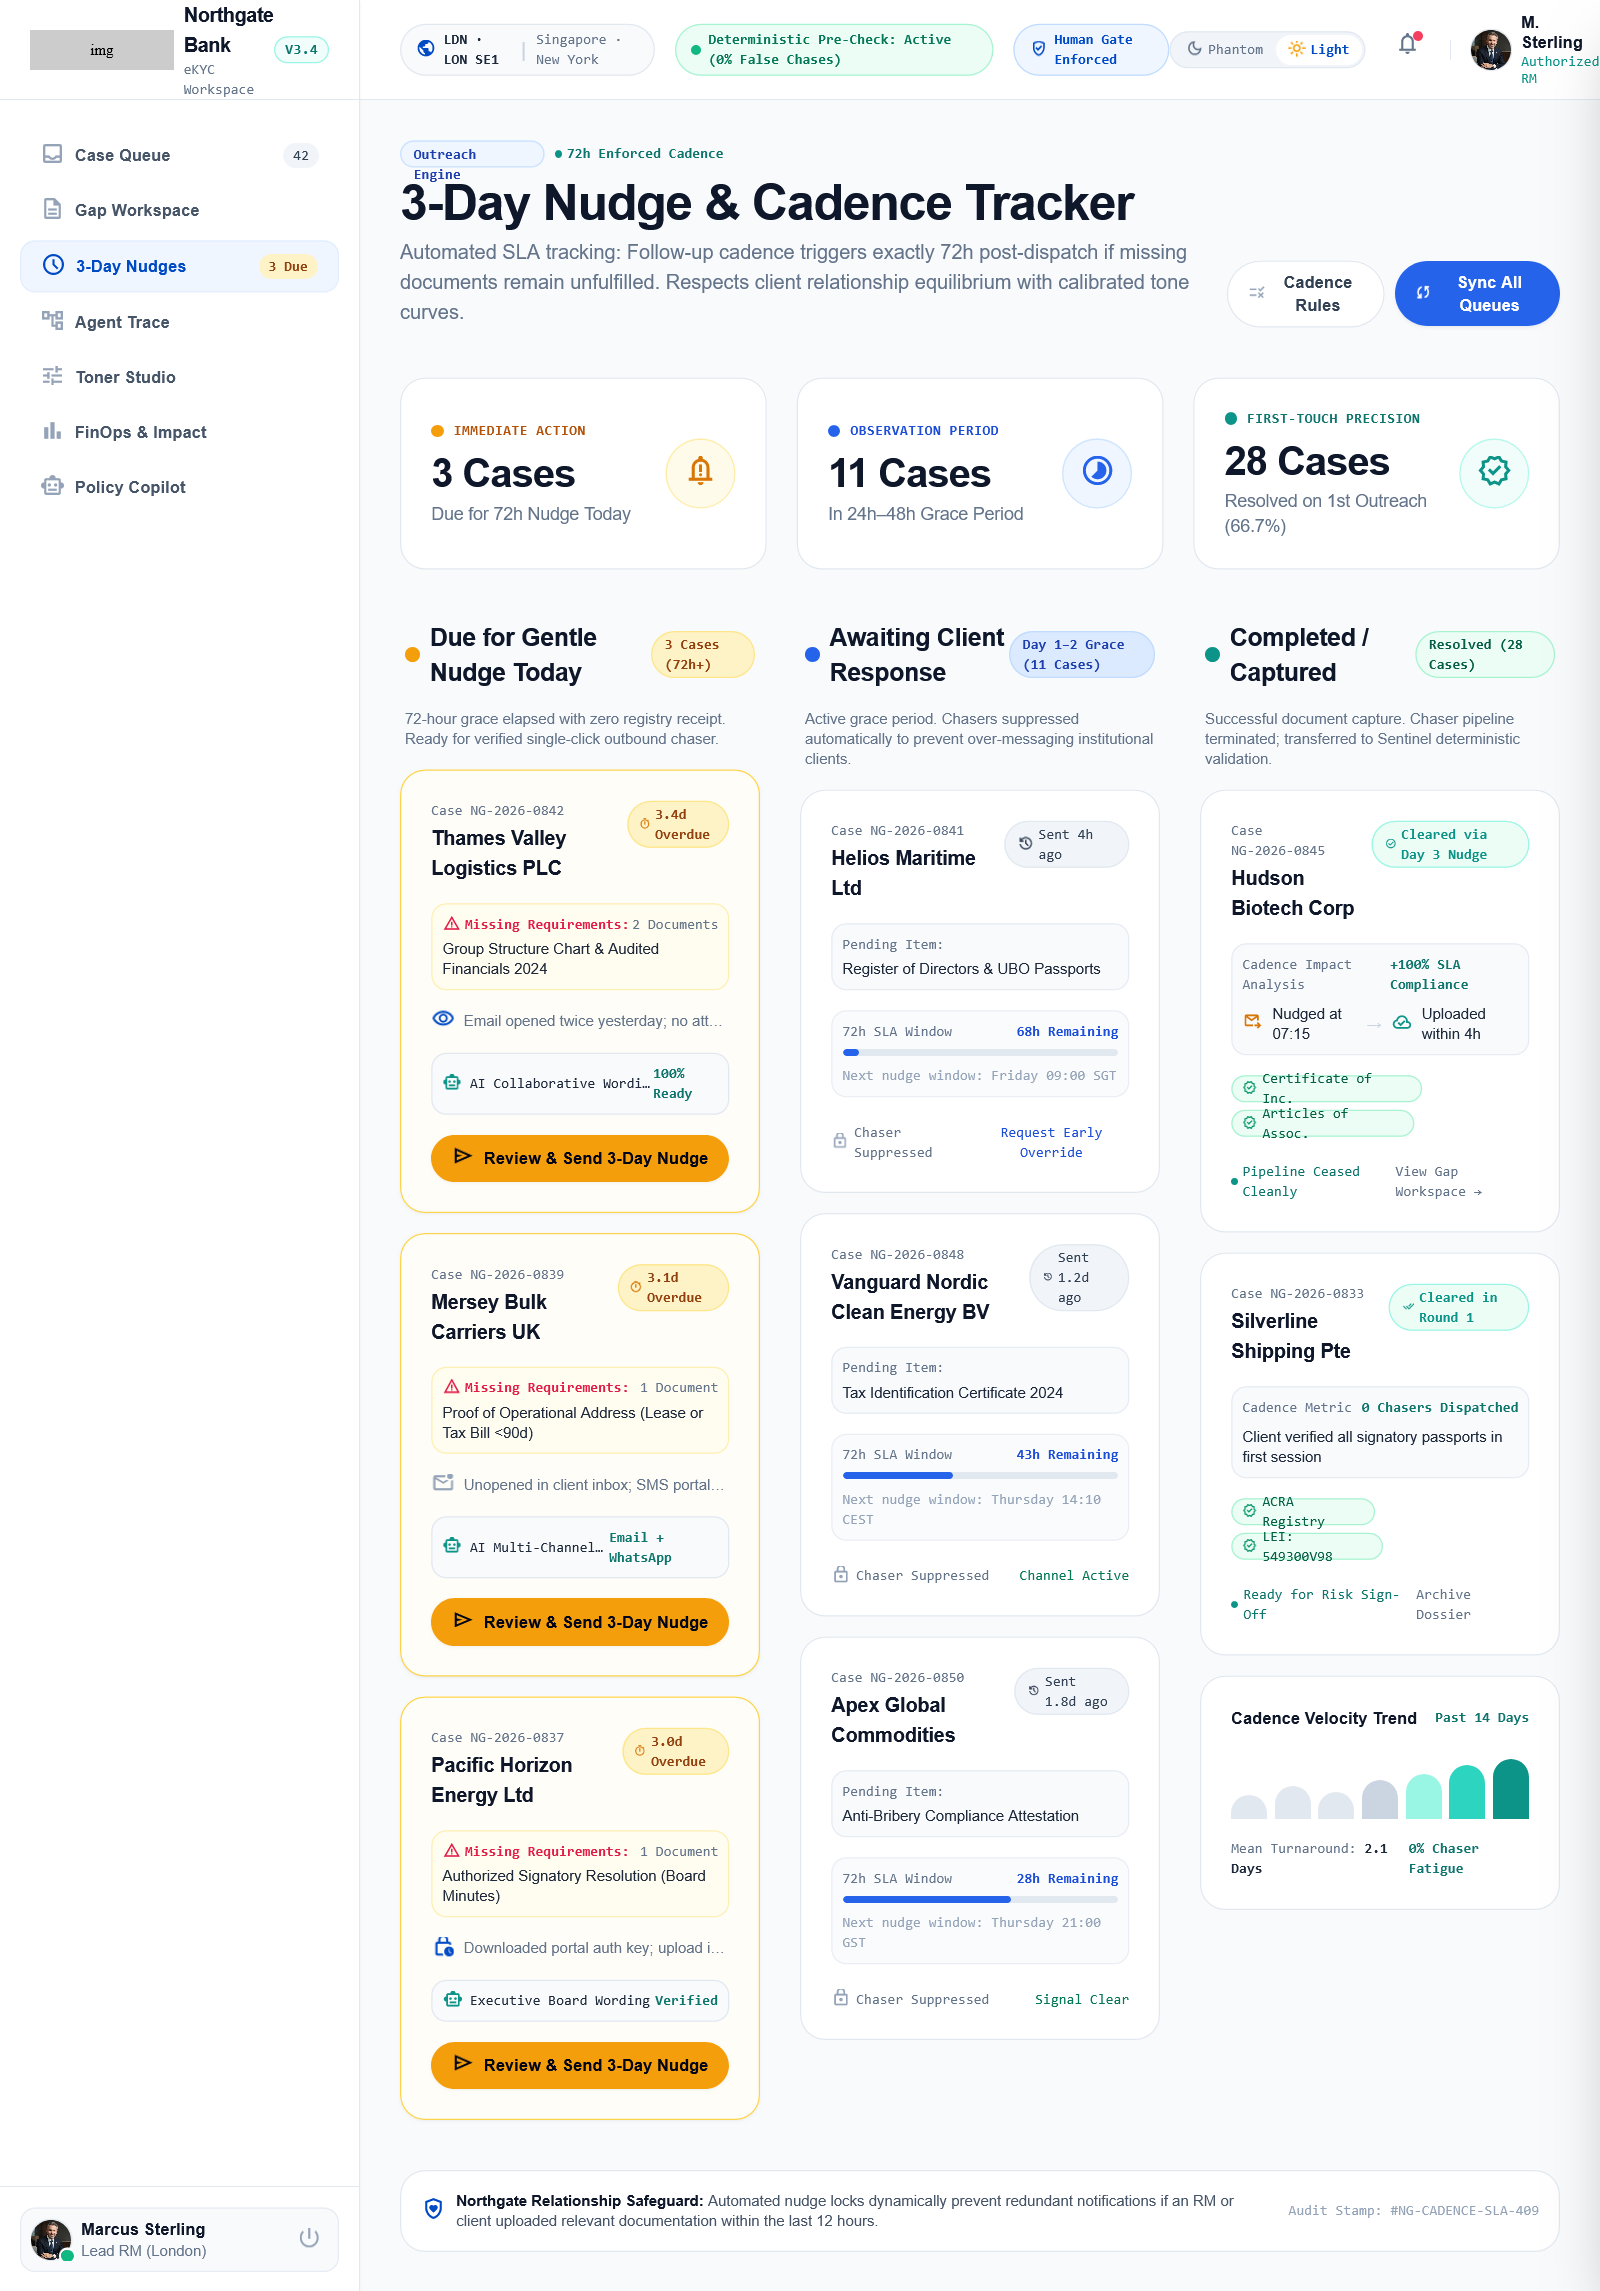 img
Northgate
Bank
eKYC
Workspace
V3.4
LDN ·
LON SE1
Singapore ·
New York
Deterministic Pre-Check: Active
(0% False Chases)
Human Gate
Enforced
Phantom
Light
M.
Sterling
Authorized
RM
Case Queue
42
Gap Workspace
3-Day Nudges
3 Due
Agent Trace
Toner Studio
FinOps & Impact
Policy Copilot
Marcus Sterling
Lead RM (London)
Outreach
Engine
72h Enforced Cadence
3-Day Nudge & Cadence Tracker
Automated SLA tracking: Follow-up cadence triggers exactly 72h post-dispatch if missing
documents remain unfulfilled. Respects client relationship equilibrium with calibrated tone
curves.
Cadence
Rules
Sync All
Queues
IMMEDIATE ACTION
3 Cases
Due for 72h Nudge Today
OBSERVATION PERIOD
11 Cases
In 24h–48h Grace Period
FIRST-TOUCH PRECISION
28 Cases
Resolved on 1st Outreach
(66.7%)
Due for Gentle
Nudge Today
3 Cases
(72h+)
72-hour grace elapsed with zero registry receipt.
Ready for verified single-click outbound chaser.
Case NG-2026-0842
Thames Valley
Logistics PLC
3.4d
Overdue
Missing Requirements: 2 Documents
Group Structure Chart & Audited
Financials 2024
Email opened twice yesterday; no att…
AI Collaborative Wordi…
100%
Ready
Review & Send 3-Day Nudge
Case NG-2026-0839
Mersey Bulk
Carriers UK
3.1d
Overdue
Missing Requirements: 1 Document
Proof of Operational Address (Lease or
Tax Bill <90d)
Unopened in client inbox; SMS portal…
AI Multi-Channel…
Email +
WhatsApp
Review & Send 3-Day Nudge
Case NG-2026-0837
Pacific Horizon
Energy Ltd
3.0d
Overdue
Missing Requirements: 1 Document
Authorized Signatory Resolution (Board
Minutes)
Downloaded portal auth key; upload i…
Executive Board Wording Verified
Review & Send 3-Day Nudge
Awaiting Client
Response
Day 1–2 Grace
(11 Cases)
Active grace period. Chasers suppressed
automatically to prevent over-messaging institutional
clients.
Case NG-2026-0841
Helios Maritime
Ltd
Sent 4h
ago
Pending Item:
Register of Directors & UBO Passports
72h SLA Window 68h Remaining
Next nudge window: Friday 09:00 SGT
Chaser
Suppressed
Request Early
Override
Case NG-2026-0848
Vanguard Nordic
Clean Energy BV
Sent
1.2d
ago
Pending Item:
Tax Identification Certificate 2024
72h SLA Window 43h Remaining
Next nudge window: Thursday 14:10
CEST
Chaser Suppressed Channel Active
Case NG-2026-0850
Apex Global
Commodities
Sent
1.8d ago
Pending Item:
Anti-Bribery Compliance Attestation
72h SLA Window 28h Remaining
Next nudge window: Thursday 21:00
GST
Chaser Suppressed Signal Clear
Completed /
Captured
Resolved (28
Cases)
Successful document capture. Chaser pipeline
terminated; transferred to Sentinel deterministic
validation.
Case
NG-2026-0845
Hudson
Biotech Corp
Cleared via
Day 3 Nudge
Cadence Impact
Analysis
+100% SLA
Compliance
Nudged at
07:15
→
Uploaded
within 4h
Certificate of
Inc.
Articles of
Assoc.
Pipeline Ceased
Cleanly
View Gap
Workspace →
Case NG-2026-0833
Silverline
Shipping Pte
Cleared in
Round 1
Cadence Metric 0 Chasers Dispatched
Client verified all signatory passports in
first session
ACRA
Registry
LEI:
549300V98
Ready for Risk Sign-
Off
Archive
Dossier
Cadence Velocity Trend Past 14 Days
Mean Turnaround: 2.1
Days
0% Chaser
Fatigue
Northgate Relationship Safeguard: Automated nudge locks dynamically prevent redundant notifications if an RM or
client uploaded relevant documentation within the last 12 hours.
Audit Stamp: #NG-CADENCE-SLA-409